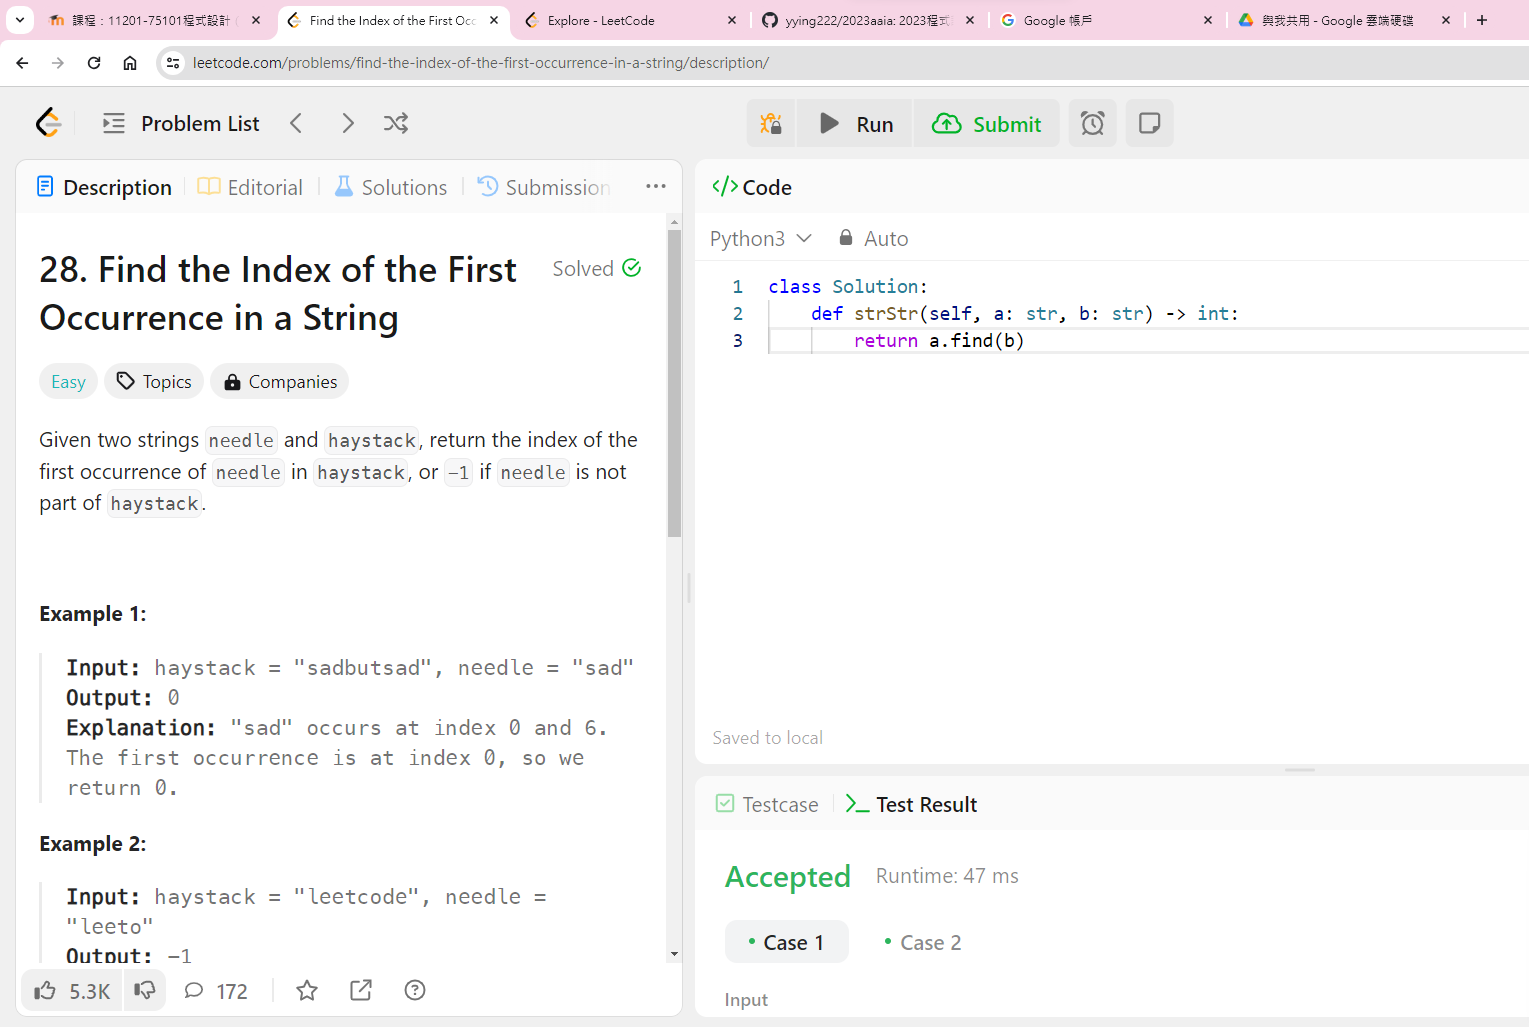 課程：11201-75101程式設計
Find the Index of the First Occ
Explore - LeetCode
yying222/2023aaia: 2023程式
Google 帳戶
與我共用 - Google 雲端硬碟
leetcode.com/problems/find-the-index-of-the-first-occurrence-in-a-string/description/
Problem List
Run
Submit
Description
Editorial
Solutions
Submission
28. Find the Index of the First
Occurrence in a String
Solved
Easy
Topics
Companies
Given two strings needle and haystack, return the index of the
first occurrence of needle in haystack, or -1 if needle is not
part of haystack.
Example 1:
Input: haystack = "sadbutsad", needle = "sad"
Output: 0
Explanation: "sad" occurs at index 0 and 6.
The first occurrence is at index 0, so we
return 0.
Example 2:
Input: haystack = "leetcode", needle =
"leeto"
Output: -1
5.3K
172
</> Code
Python3
Auto
1 class Solution:
2 def strStr(self, a: str, b: str) -> int:
3 return a.find(b)
Saved to local
Testcase
Test Result
Accepted
Runtime: 47 ms
Case 1
Case 2
Input